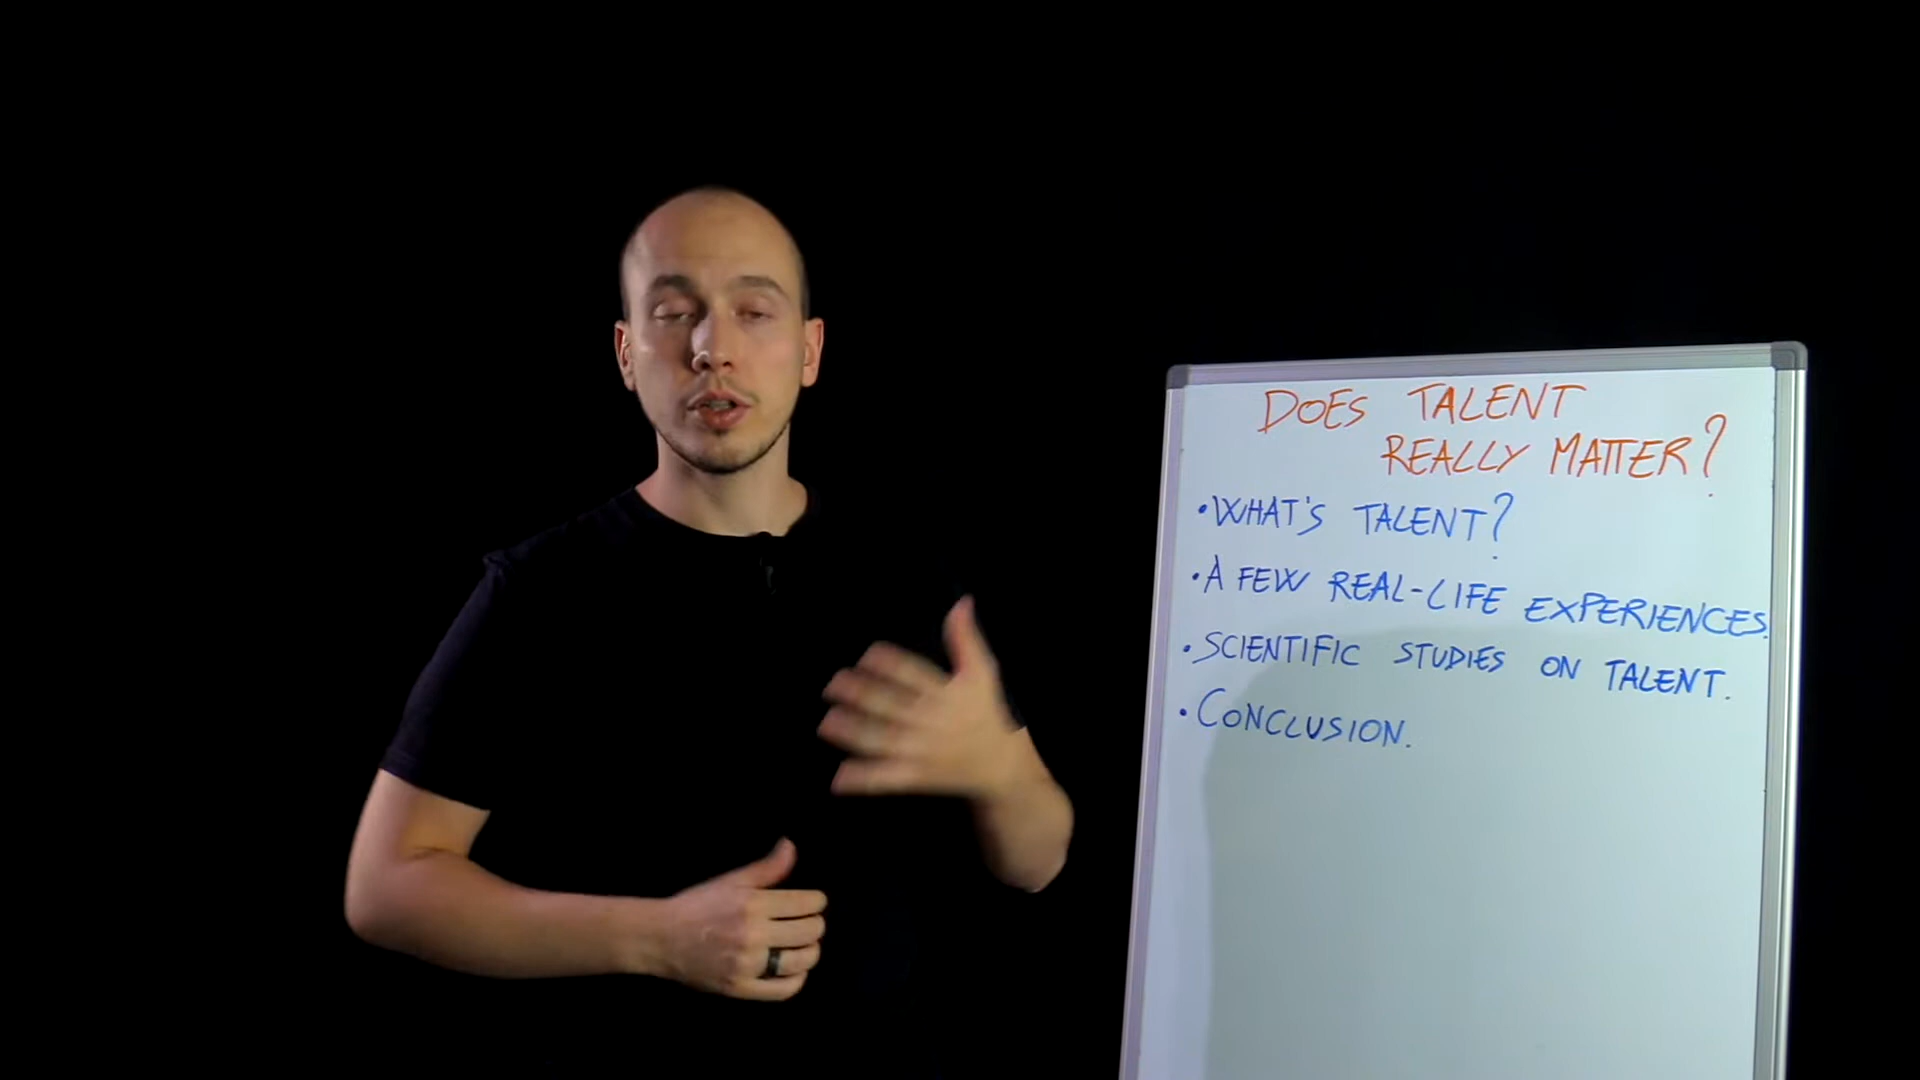 DOES TALENT
REALLY MATTER?
• WHAT'S TALENT?
• A FEW REAL-LIFE EXPERIENCES.
• SCIENTIFIC STUDIES ON TALENT.
• CONCLUSION.